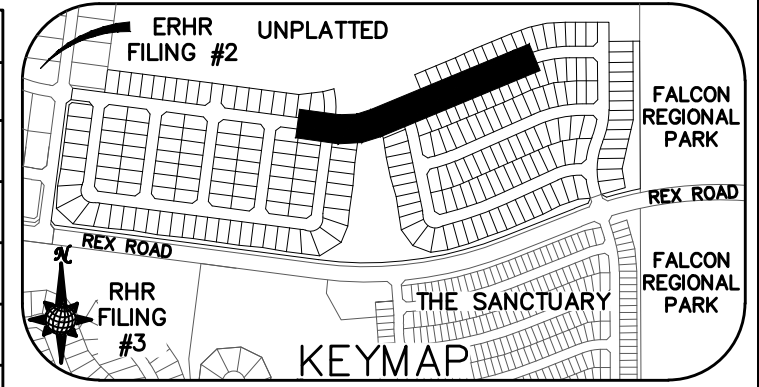 ERHR
FILING #2
UNPLATTED
FALCON
REGIONAL
PARK
REX ROAD
REX ROAD
N
RHR
FILING
#3
THE SANCTUARY
FALCON
REGIONAL
PARK
KEYMAP